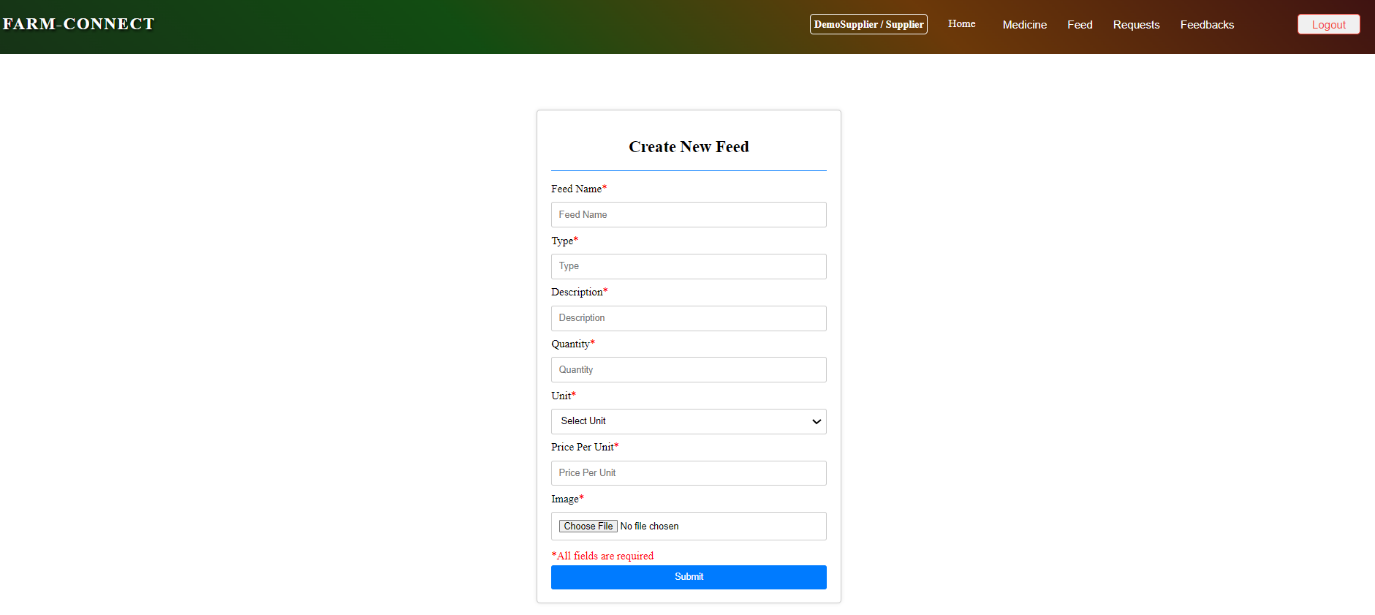 FARM-CONNECT
DemoSupplier / Supplier Home Medicine Feed Requests Feedbacks Logout
Create New Feed
Feed Name*
Feed Name
Type*
Type
Description*
Description
Quantity*
Quantity
Unit*
Select Unit
Price Per Unit*
Price Per Unit
Image*
Choose File No file chosen
*All fields are required
Submit